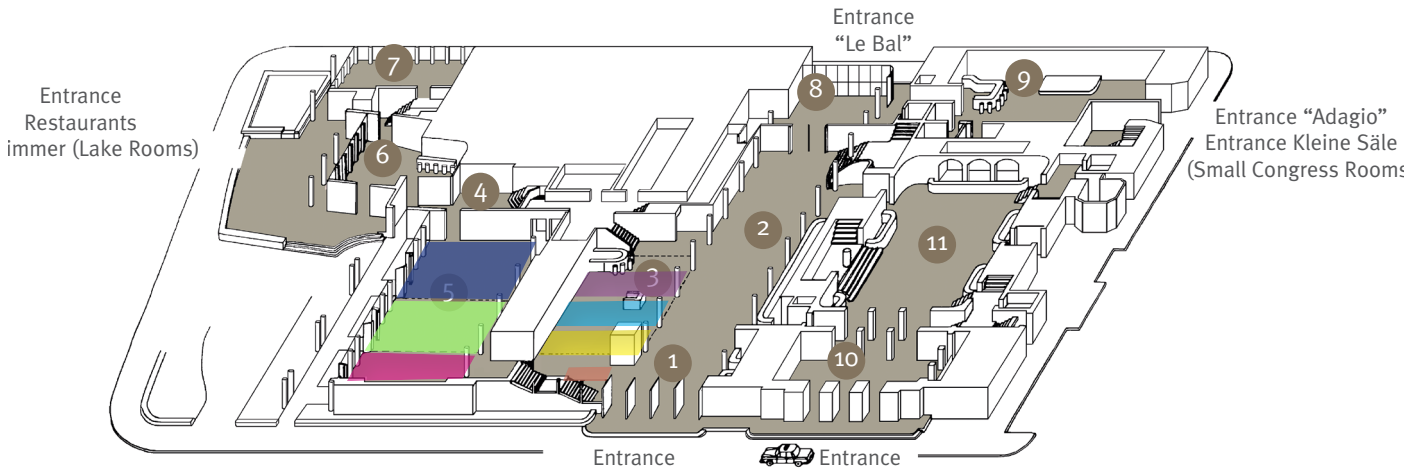 Entrance
“Le Bal”
7
8
9
Entrance
Restaurants
immer (Lake Rooms)
Entrance “Adagio”
Entrance Kleine Säle
(Small Congress Rooms
6
4
2
11
3
5
1
10
Entrance
Entrance